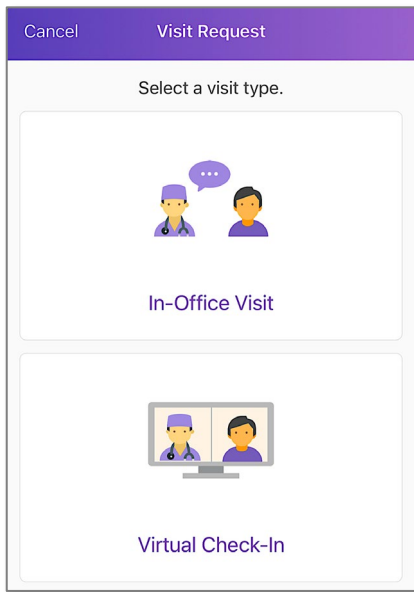 Cancel Visit Request
Select a visit type.
In-Office Visit
Virtual Check-In